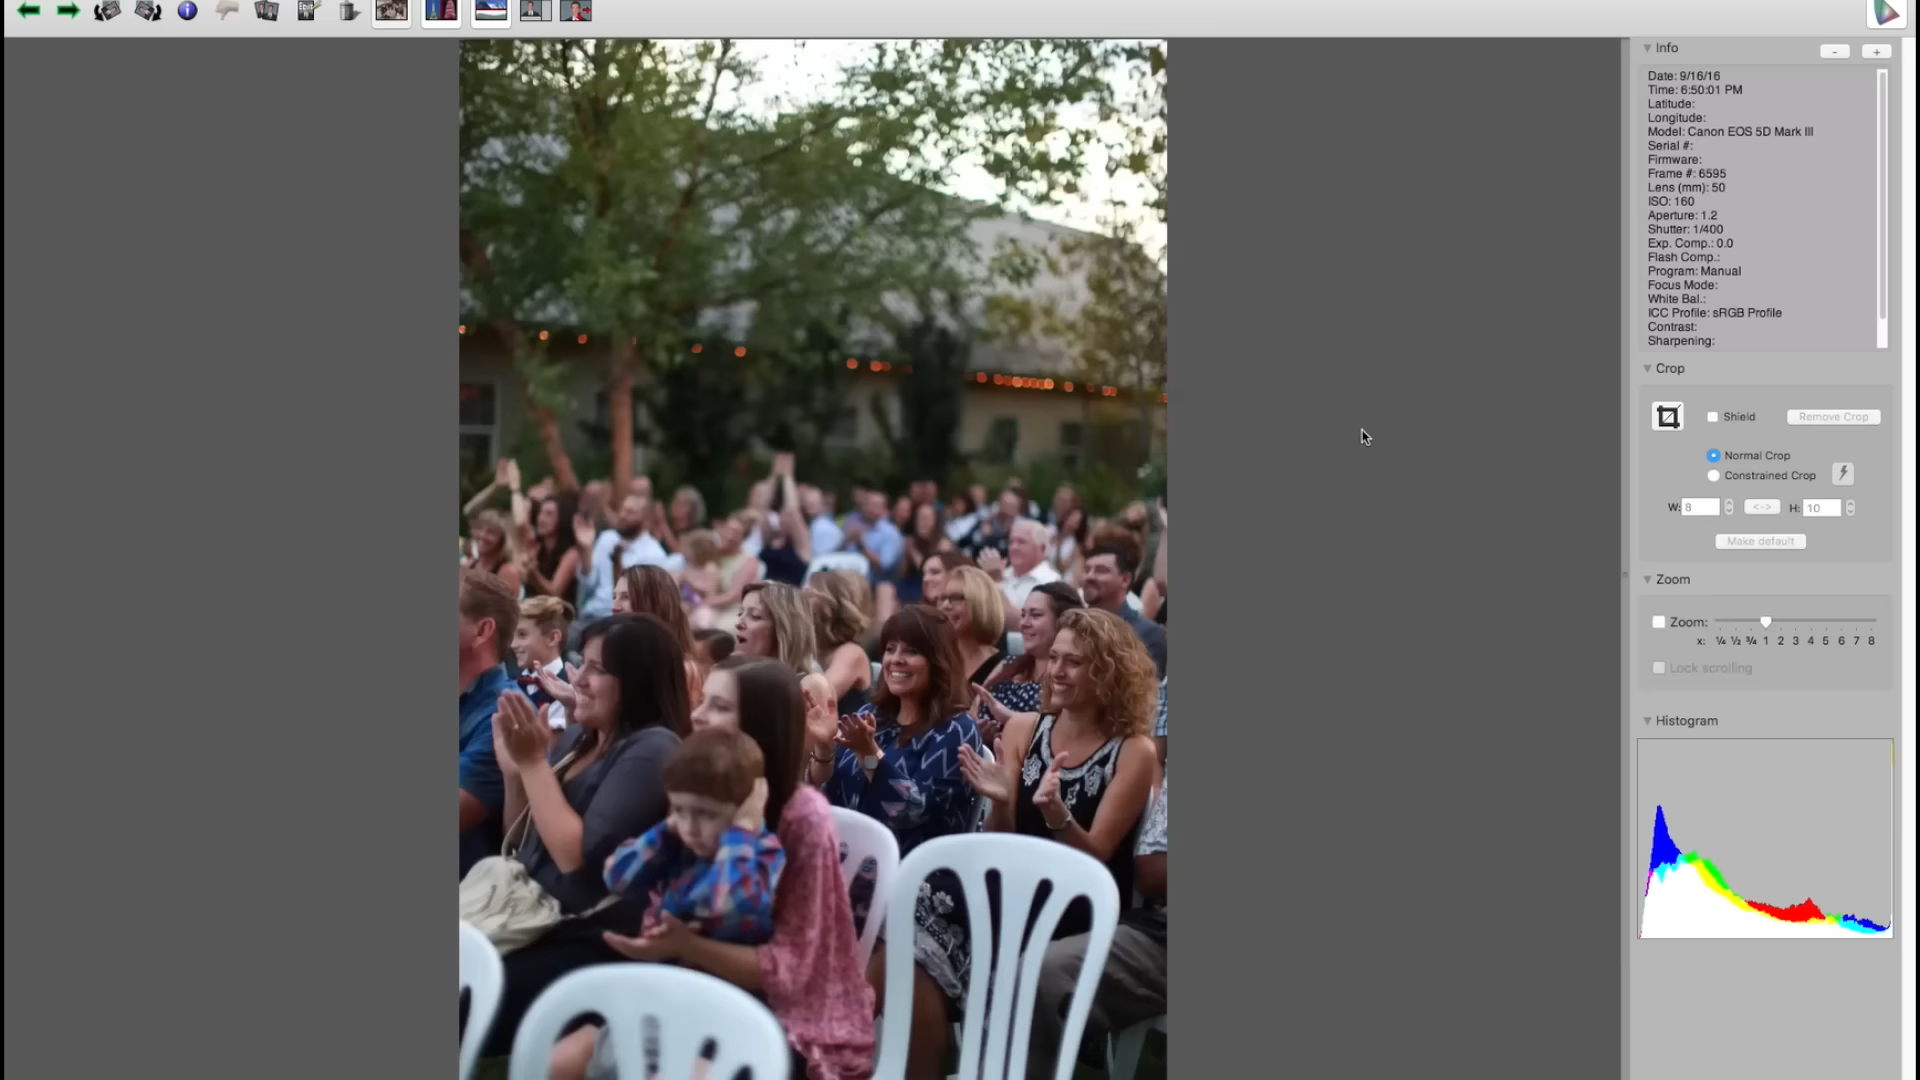 Edit
Info
-
+
Date: 9/16/16
Time: 6:50:01 PM
Latitude:
Longitude:
Model: Canon EOS 5D Mark III
Serial #:
Firmware:
Frame #: 6595
Lens (mm): 50
ISO: 160
Aperture: 1.2
Shutter: 1/400
Exp. Comp.: 0.0
Flash Comp.:
Program: Manual
Focus Mode:
White Bal.:
ICC Profile: sRGB Profile
Contrast:
Sharpening:
Crop
Shield Remove Crop
Normal Crop
Constrained Crop
W: 8 <-> H: 10
Make default
Zoom
Zoom:
x: ¼ ½ ¾ 1 2 3 4 5 6 7 8
Lock scrolling
Histogram